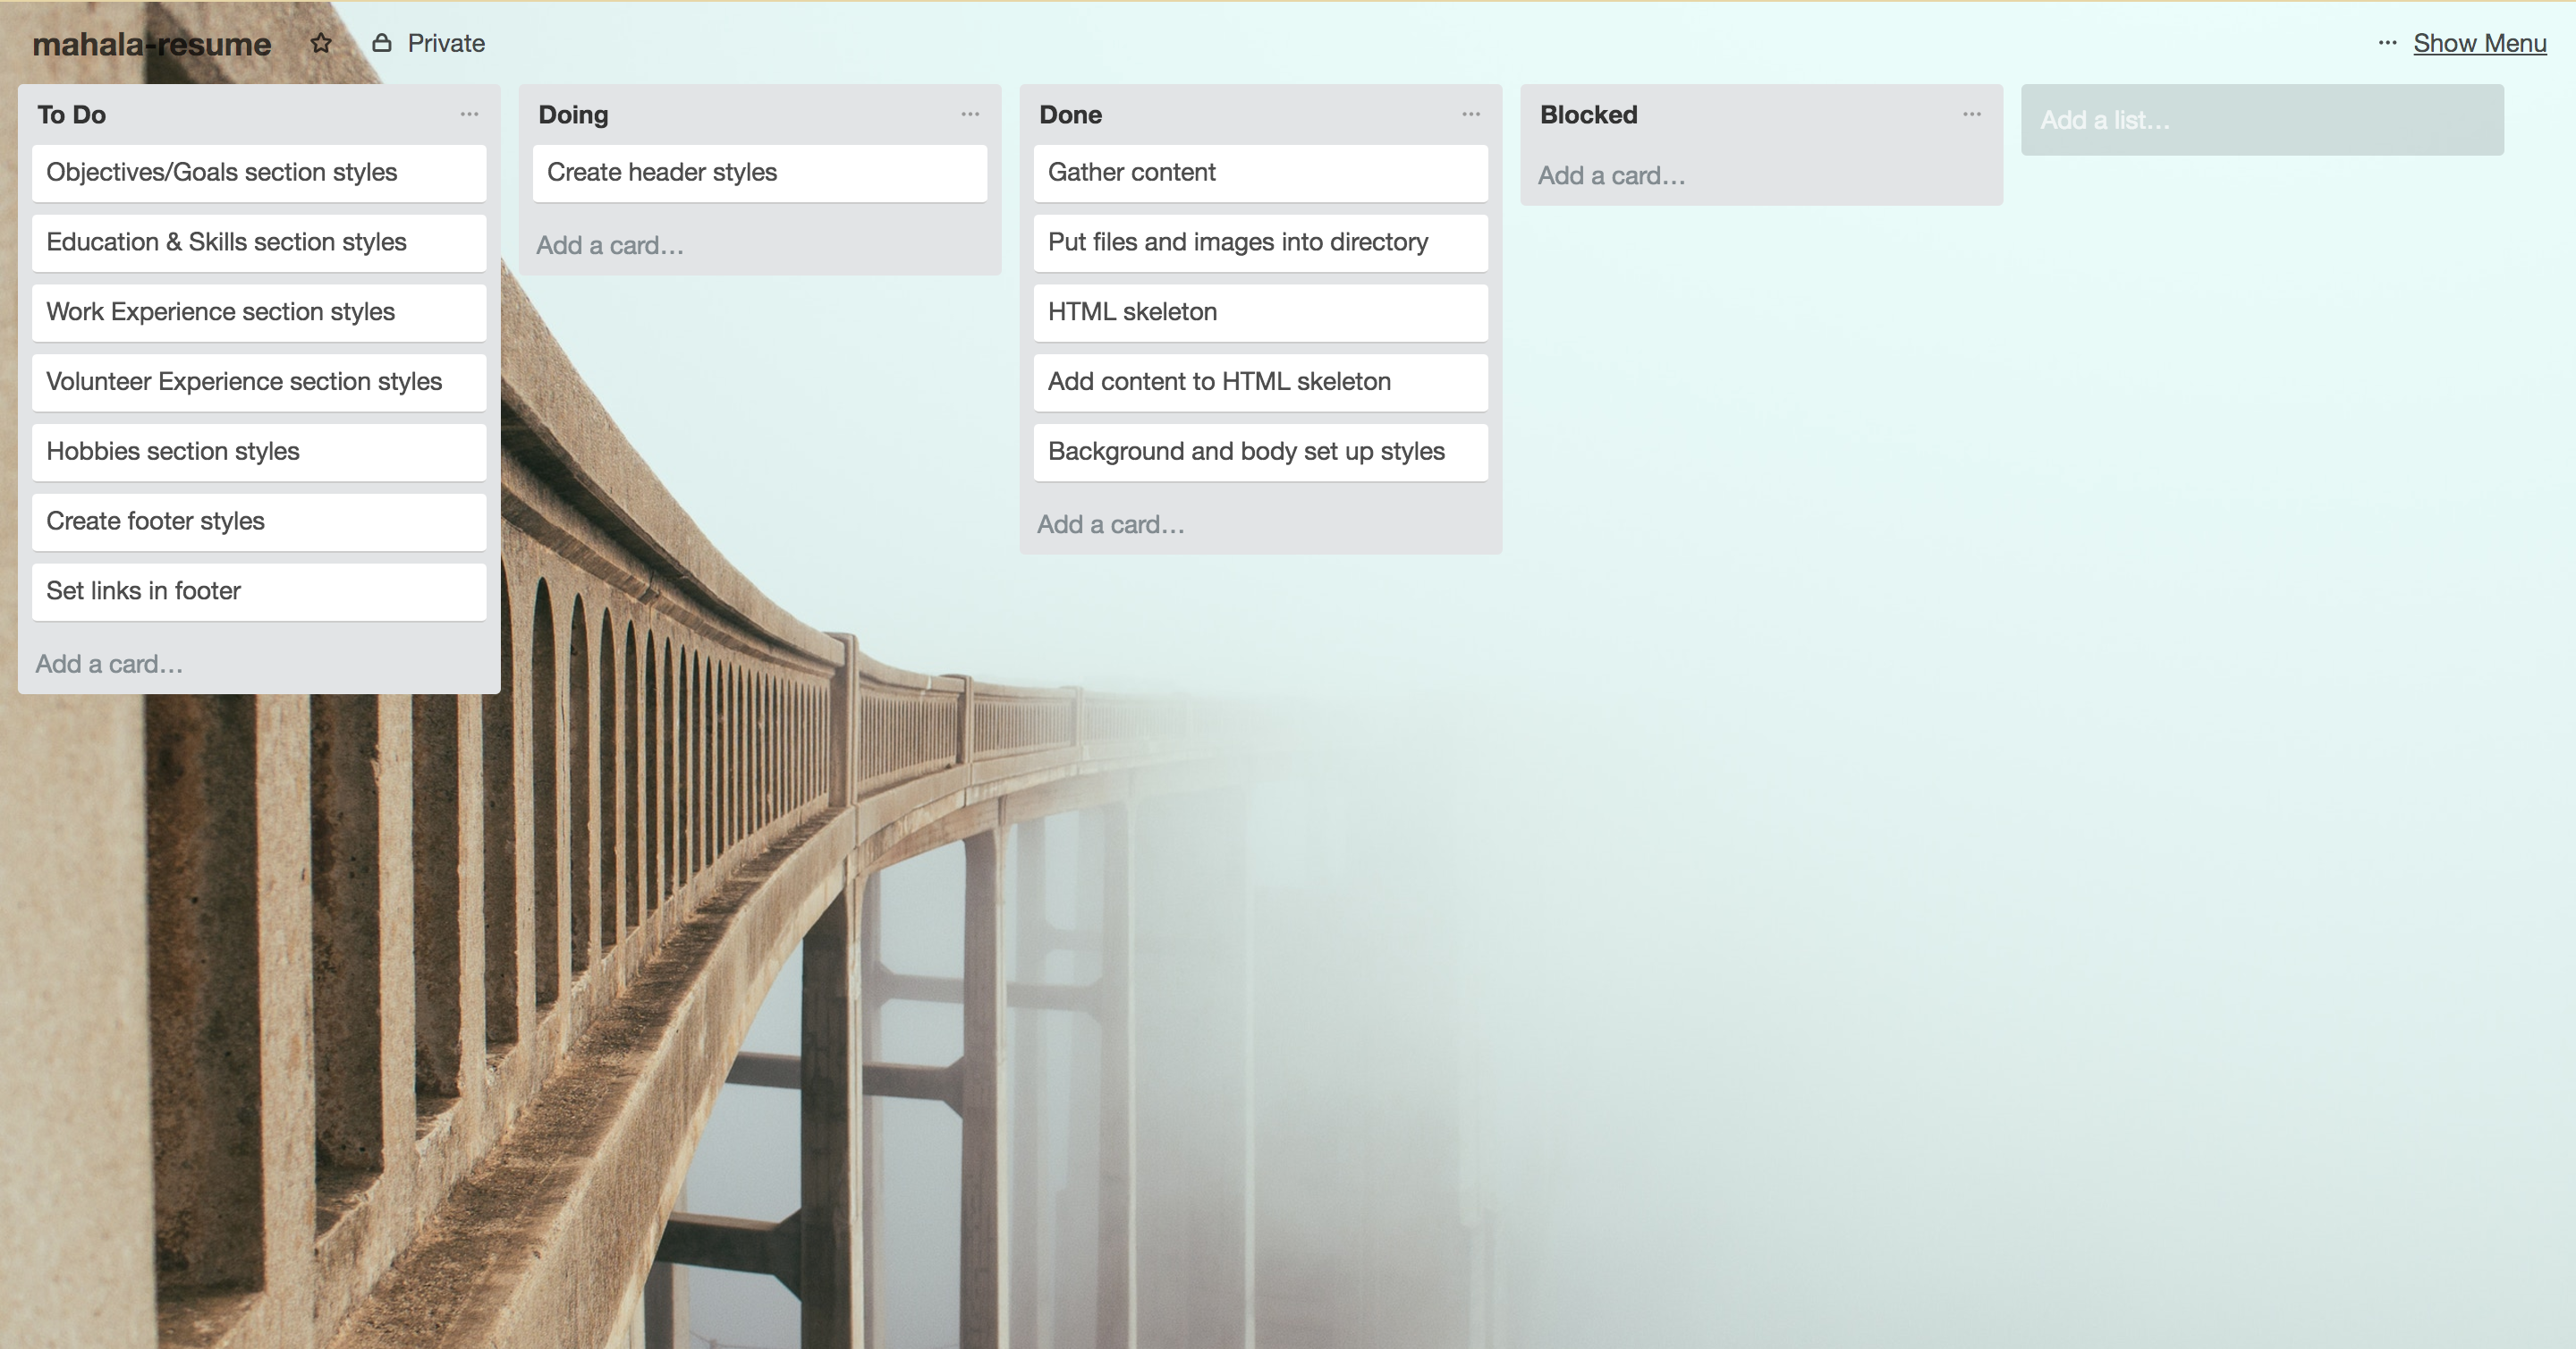 mahala-resume Private ... Show Menu
To Do ...
Objectives/Goals section styles
Education & Skills section styles
Work Experience section styles
Volunteer Experience section styles
Hobbies section styles
Create footer styles
Set links in footer
Add a card...
Doing ...
Create header styles
Add a card...
Done ...
Gather content
Put files and images into directory
HTML skeleton
Add content to HTML skeleton
Background and body set up styles
Add a card...
Blocked ...
Add a card...
Add a list...